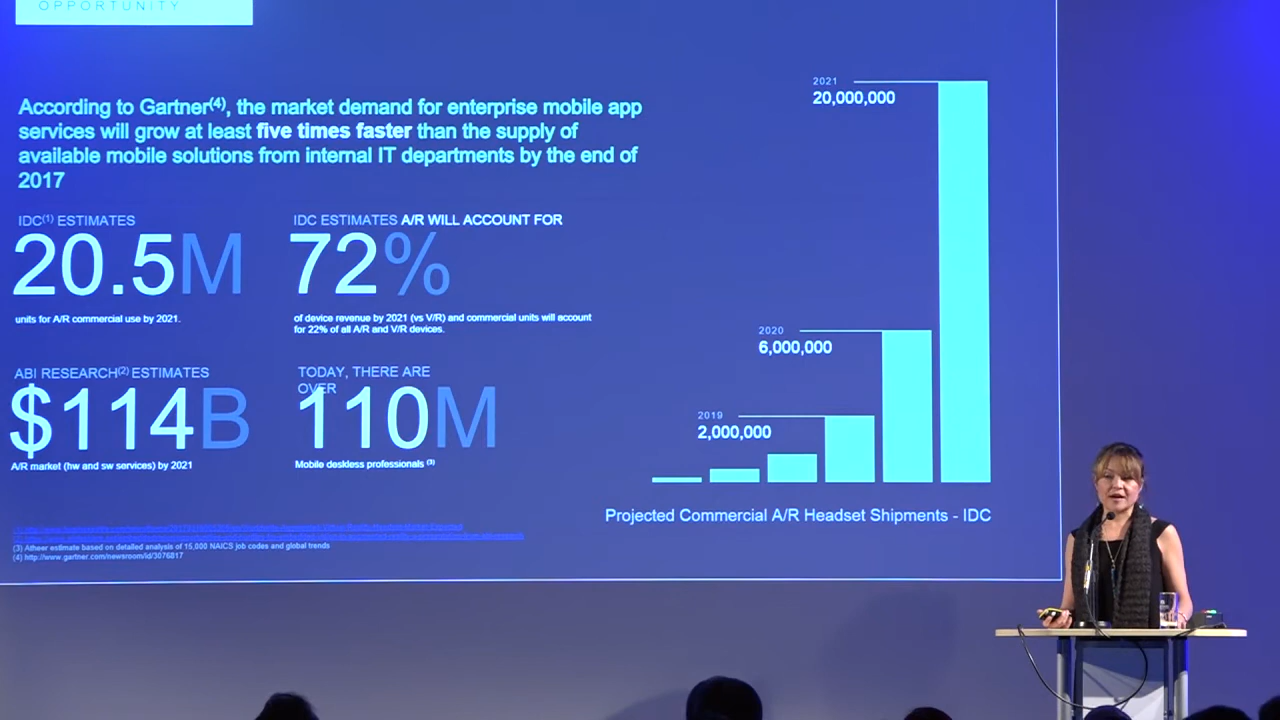 OPPORTUNITY
According to Gartner(4), the market demand for enterprise mobile app
services will grow at least five times faster than the supply of
available mobile solutions from internal IT departments by the end of
2017
IDC(1) ESTIMATES
20.5M
units for A/R commercial use by 2021.
IDC ESTIMATES A/R WILL ACCOUNT FOR
72%
of device revenue by 2021 (vs V/R) and commercial units will account
for 22% of all A/R and V/R devices.
ABI RESEARCH(2) ESTIMATES
$114B
A/R market (hw and sw services) by 2021
TODAY, THERE ARE
OVER
110M
Mobile deskless professionals (3)
(3) Atheer estimate based on detailed analysis of 15,000 NAICS job codes and global trends
(4) http://www.gartner.com/newsroom/id/3076817
2021
20,000,000
2020
6,000,000
2019
2,000,000
Projected Commercial A/R Headset Shipments - IDC